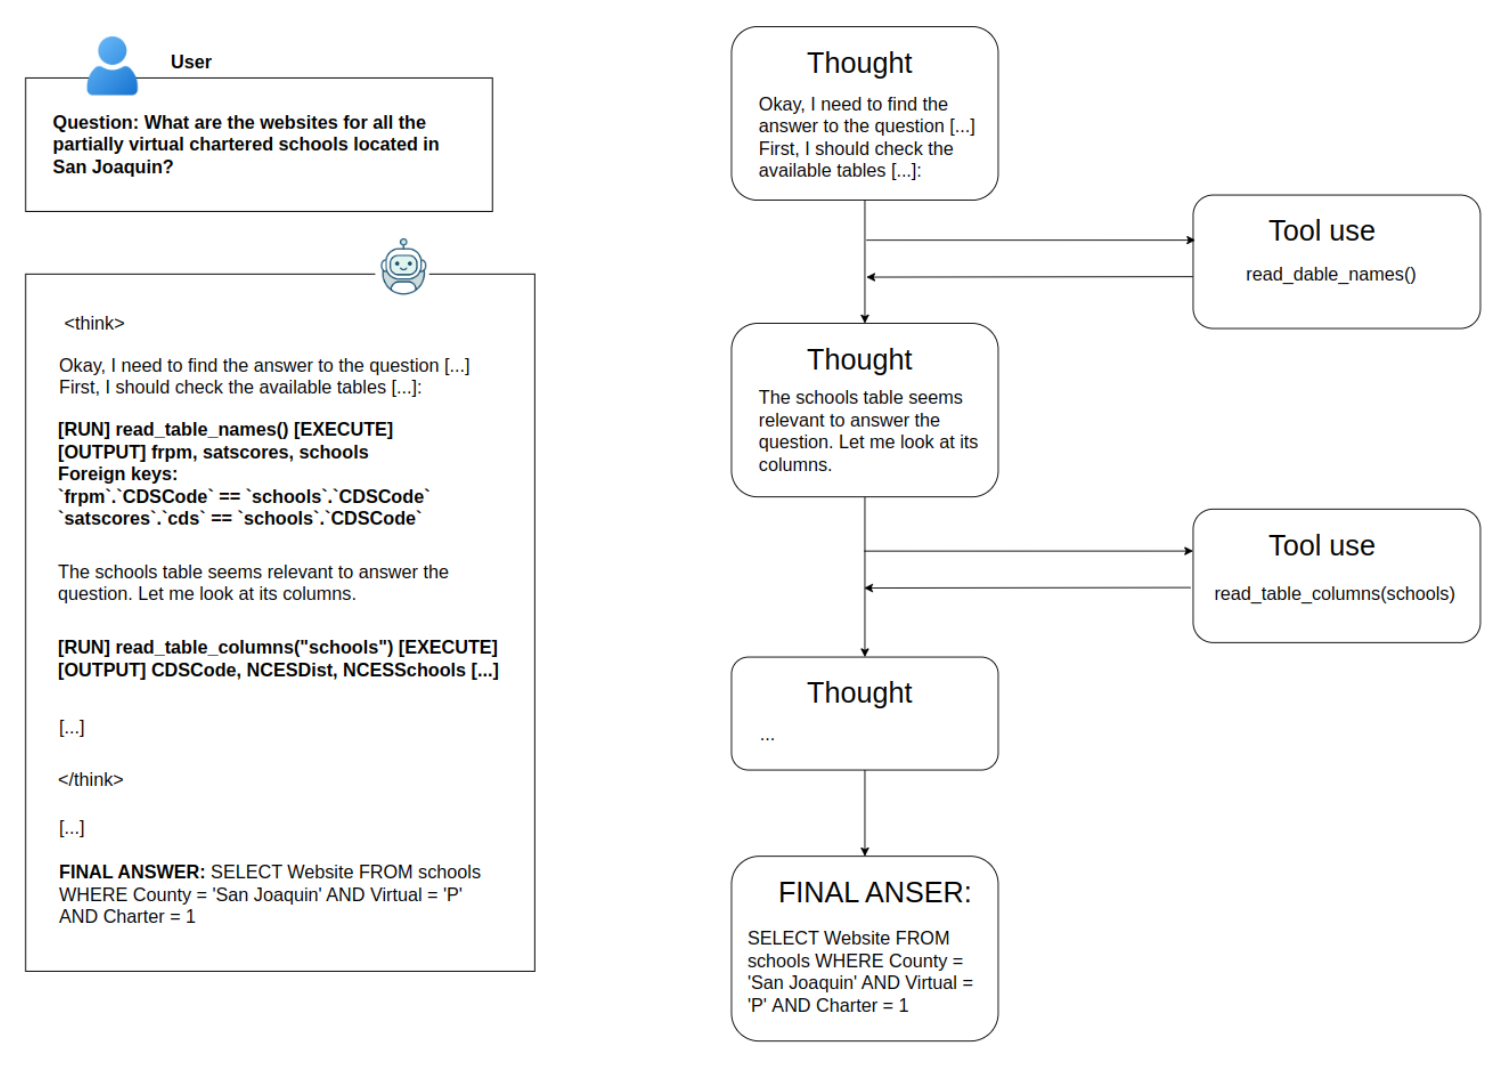 User
Question: What are the websites for all the
partially virtual chartered schools located in
San Joaquin?
<think>
Okay, I need to find the answer to the question [...]
First, I should check the available tables [...]:
[RUN] read_table_names() [EXECUTE]
[OUTPUT] frpm, satscores, schools
Foreign keys:
`frpm`.`CDSCode` == `schools`.`CDSCode`
`satscores`.`cds` == `schools`.`CDSCode`
The schools table seems relevant to answer the
question. Let me look at its columns.
[RUN] read_table_columns("schools") [EXECUTE]
[OUTPUT] CDSCode, NCESDist, NCESSchools [...]
[...]
</think>
[...]
FINAL ANSWER: SELECT Website FROM schools
WHERE County = 'San Joaquin' AND Virtual = 'P'
AND Charter = 1
Thought
Okay, I need to find the
answer to the question [...]
First, I should check the
available tables [...]:
Tool use
read_dable_names()
Thought
The schools table seems
relevant to answer the
question. Let me look at its
columns.
Tool use
read_table_columns(schools)
Thought
...
FINAL ANSER:
SELECT Website FROM
schools WHERE County =
'San Joaquin' AND Virtual =
'P' AND Charter = 1